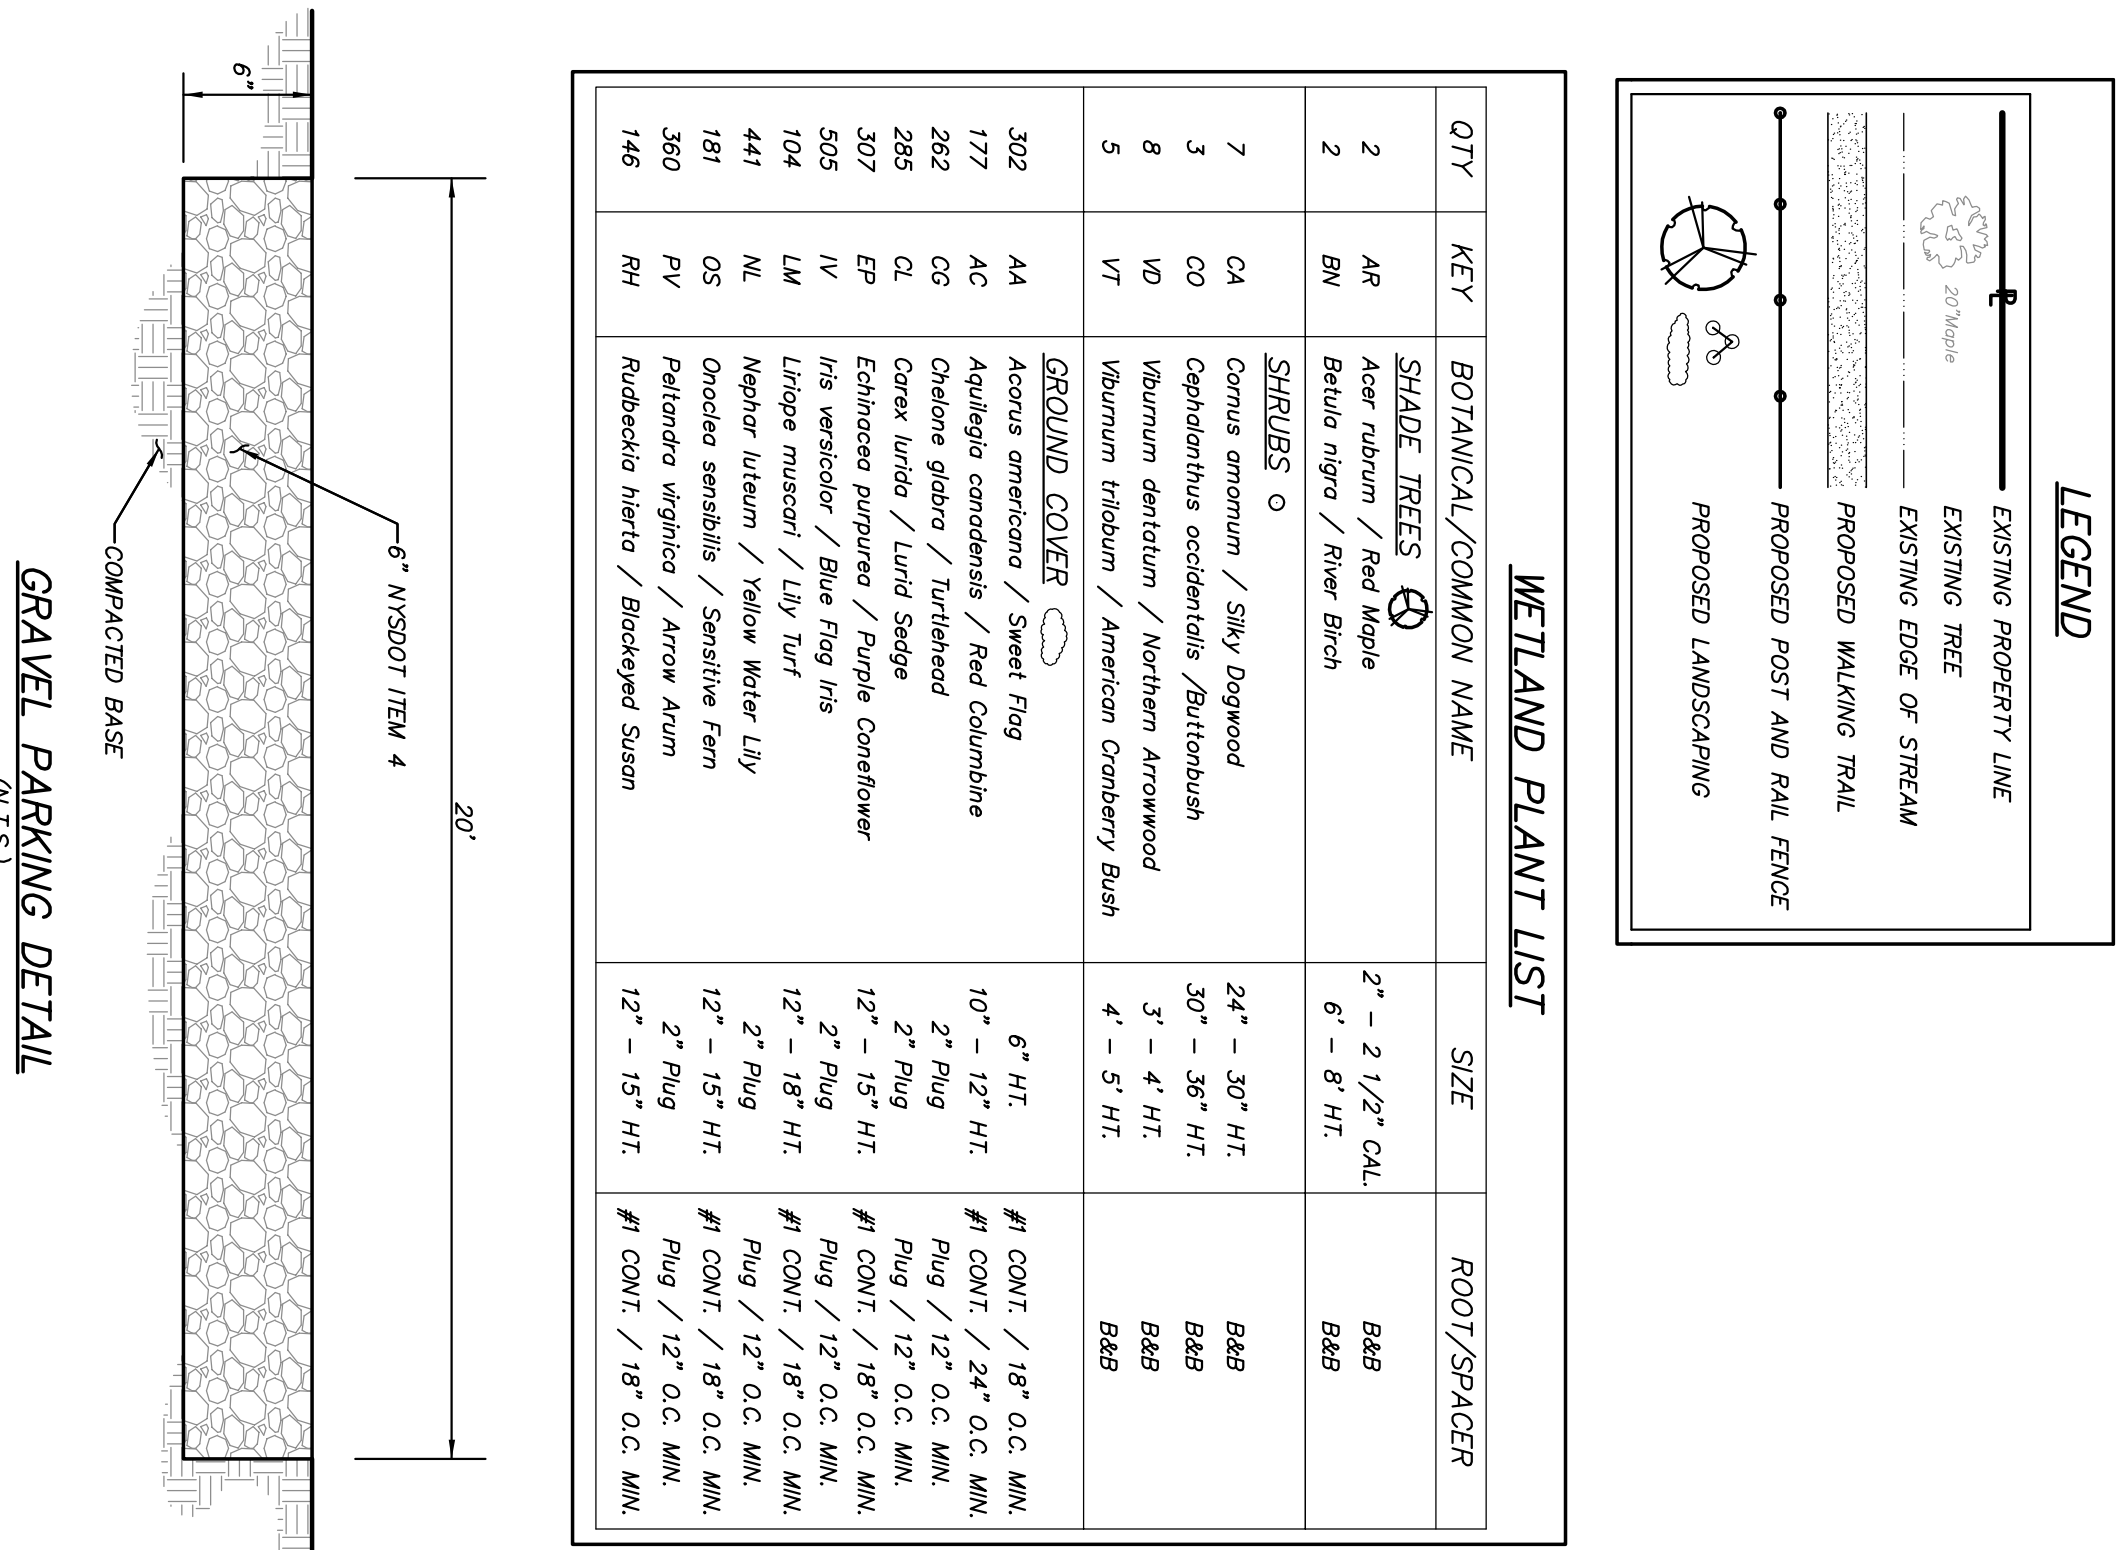 LEGEND
EXISTING PROPERTY LINE
20"Maple EXISTING TREE
EXISTING EDGE OF STREAM
PROPOSED WALKING TRAIL
PROPOSED POST AND RAIL FENCE
PROPOSED LANDSCAPING
WETLAND PLANT LIST
QTY KEY BOTANICAL/COMMON NAME SIZE ROOT/SPACER
SHADE TREES
2 AR Acer rubrum / Red Maple 2" – 2 1/2" CAL. B&B
2 BN Betula nigra / River Birch 6' – 8' HT. B&B
SHRUBS
7 CA Cornus amomum / Silky Dogwood 24" – 30" HT. B&B
3 CO Cephalanthus occidentalis /Buttonbush 30" – 36" HT. B&B
8 VD Viburnum dentatum / Northern Arrowwood 3' – 4' HT. B&B
5 VT Viburnum trilobum / American Cranberry Bush 4' – 5' HT. B&B
GROUND COVER
302 AA Acorus americana / Sweet Flag 6" HT. #1 CONT. / 18" O.C. MIN.
177 AC Aquilegia canadensis / Red Columbine 10" – 12" HT. #1 CONT. / 24" O.C. MIN.
262 CG Chelone glabra / Turtlehead 2" Plug Plug / 12" O.C. MIN.
285 CL Carex lurida / Lurid Sedge 2" Plug Plug / 12" O.C. MIN.
307 EP Echinacea purpurea / Purple Coneflower 12" – 15" HT. #1 CONT. / 18" O.C. MIN.
505 IV Iris versicolor / Blue Flag Iris 2" Plug Plug / 12" O.C. MIN.
104 LM Liriope muscari / Lily Turf 12" – 18" HT. #1 CONT. / 18" O.C. MIN.
441 NL Nephar luteum / Yellow Water Lily 2" Plug Plug / 12" O.C. MIN.
181 OS Onoclea sensibilis / Sensitive Fern 12" – 15" HT. #1 CONT. / 18" O.C. MIN.
360 PV Peltandra virginica / Arrow Arum 2" Plug Plug / 12" O.C. MIN.
146 RH Rudbeckia hierta / Blackeyed Susan 12" – 15" HT. #1 CONT. / 18" O.C. MIN.
20'
6" NYSDOT ITEM 4
6"
COMPACTED BASE
GRAVEL PARKING DETAIL
(N.T.S.)